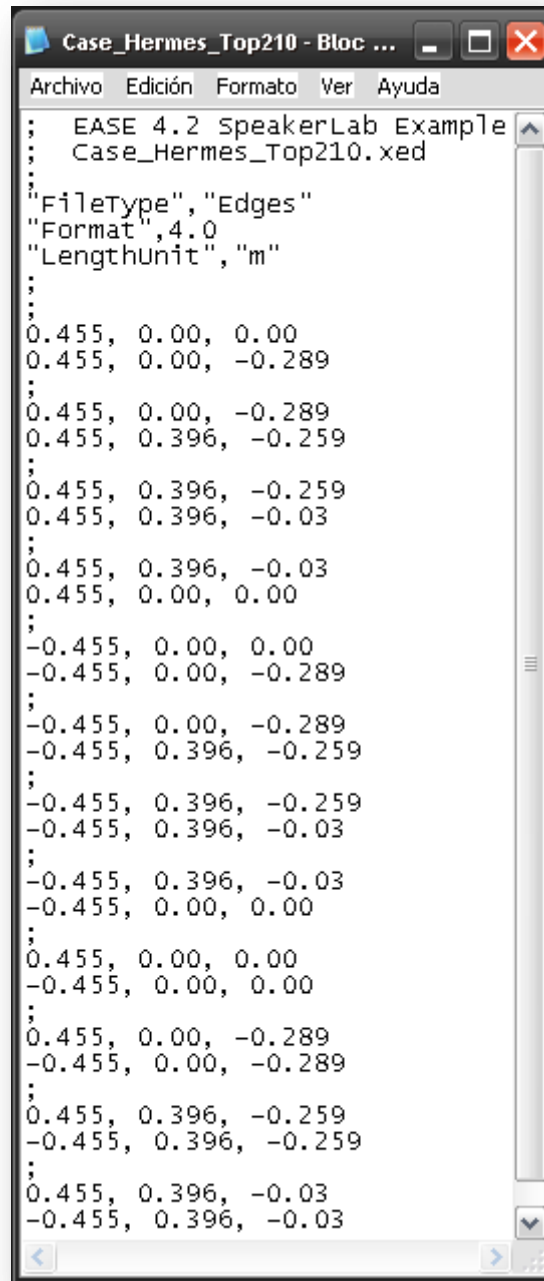 Case_Hermes_Top210 - Bloc ...
Archivo Edición Formato Ver Ayuda
; EASE 4.2 SpeakerLab Example
; Case_Hermes_Top210.xed
;
"FileType","Edges"
"Format",4.0
"LengthUnit","m"
;
;
0.455, 0.00, 0.00
0.455, 0.00, -0.289
;
0.455, 0.00, -0.289
0.455, 0.396, -0.259
;
0.455, 0.396, -0.259
0.455, 0.396, -0.03
;
0.455, 0.396, -0.03
0.455, 0.00, 0.00
;
-0.455, 0.00, 0.00
-0.455, 0.00, -0.289
;
-0.455, 0.00, -0.289
-0.455, 0.396, -0.259
;
-0.455, 0.396, -0.259
-0.455, 0.396, -0.03
;
-0.455, 0.396, -0.03
-0.455, 0.00, 0.00
;
0.455, 0.00, 0.00
-0.455, 0.00, 0.00
;
0.455, 0.00, -0.289
-0.455, 0.00, -0.289
;
0.455, 0.396, -0.259
-0.455, 0.396, -0.259
;
0.455, 0.396, -0.03
-0.455, 0.396, -0.03